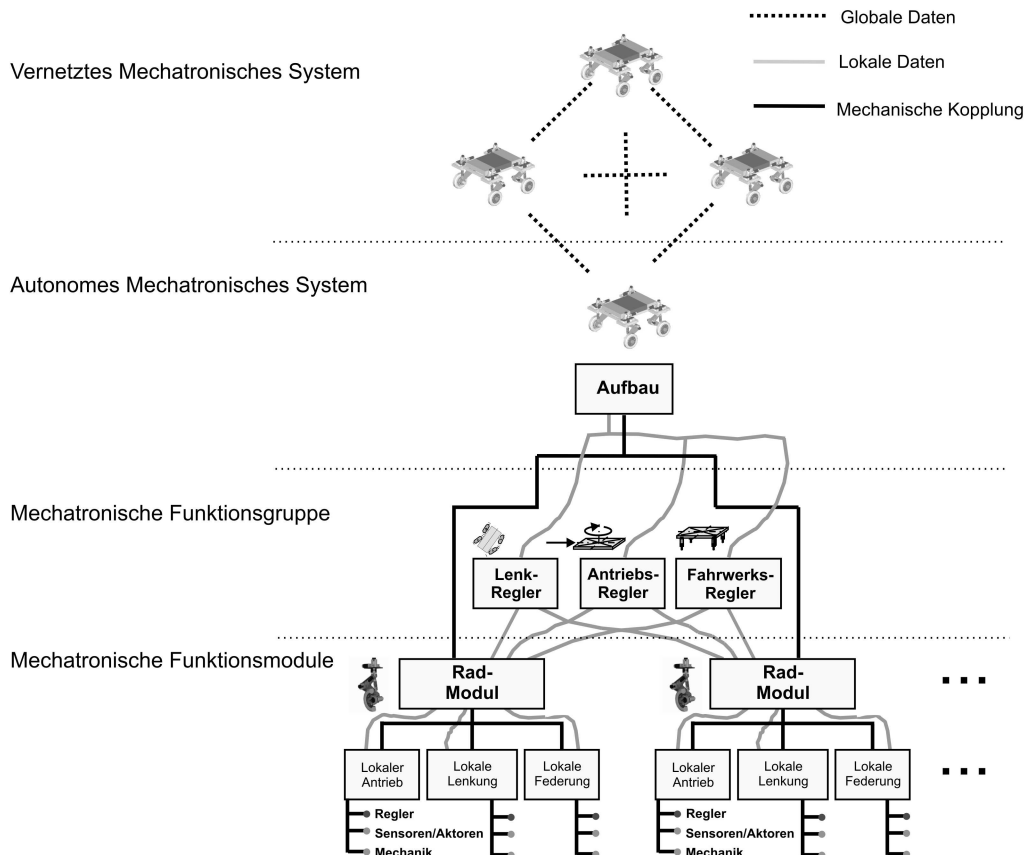 Globale Daten
Vernetztes Mechatronisches System
Lokale Daten
Mechanische Kopplung
Autonomes Mechatronisches System
Aufbau
Mechatronische Funktionsgruppe
Lenk-
Regler
Antriebs-
Regler
Fahrwerks-
Regler
Mechatronische Funktionsmodule
Rad-
Modul
Rad-
Modul
Lokaler
Antrieb
Lokale
Lenkung
Lokale
Federung
Lokaler
Antrieb
Lokale
Lenkung
Lokale
Federung
Regler
Sensoren/Aktoren
Mechanik
Regler
Sensoren/Aktoren
Mechanik